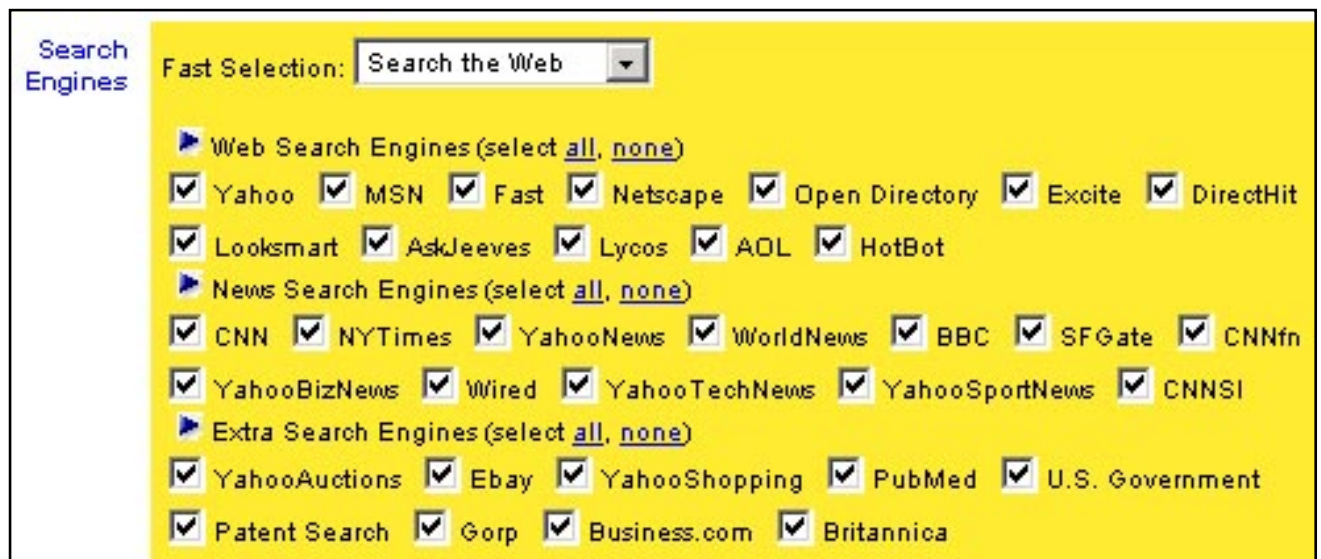 Search
Engines
Fast Selection: Search the Web
Web Search Engines (select all, none)
Yahoo MSN Fast Netscape Open Directory Excite DirectHit
Looksmart AskJeeves Lycos AOL HotBot
News Search Engines (select all, none)
CNN NYTimes YahooNews WorldNews BBC SFGate CNNfn
YahooBizNews Wired YahooTechNews YahooSportNews CNNSI
Extra Search Engines (select all, none)
YahooAuctions Ebay YahooShopping PubMed U.S. Government
Patent Search Gorp Business.com Britannica